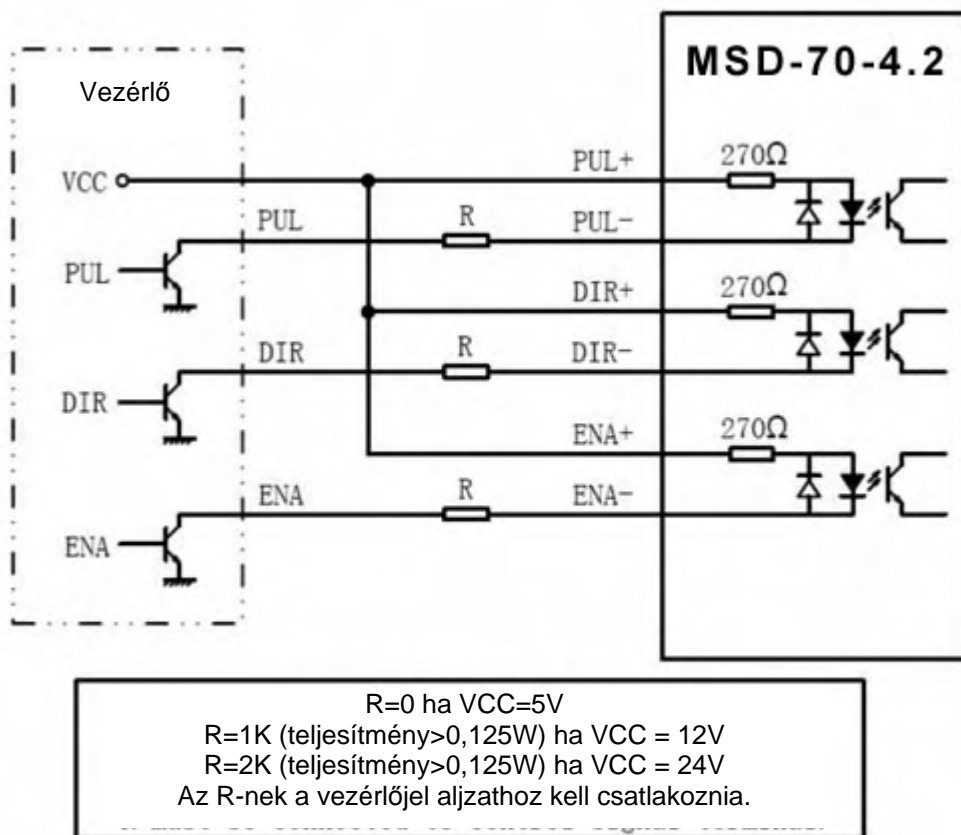 MSD-70-4.2
Vezérlő
VCC
PUL+
270Ω
PUL
R
PUL-
PUL
DIR+
270Ω
DIR
R
DIR-
DIR
ENA+
270Ω
ENA
R
ENA-
ENA
R=0 ha VCC=5V
R=1K (teljesítmény>0,125W) ha VCC = 12V
R=2K (teljesítmény>0,125W) ha VCC = 24V
Az R-nek a vezérlőjel aljzathoz kell csatlakoznia.